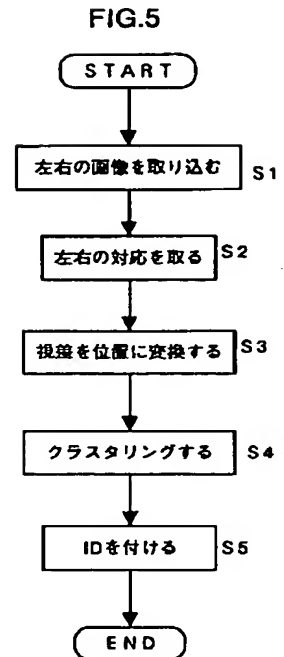 FIG.5
START
左右の画像を取り込む S1
左右の対応を取る S2
視差を位置に変換する S3
クラスタリングする S4
IDを付ける S5
END